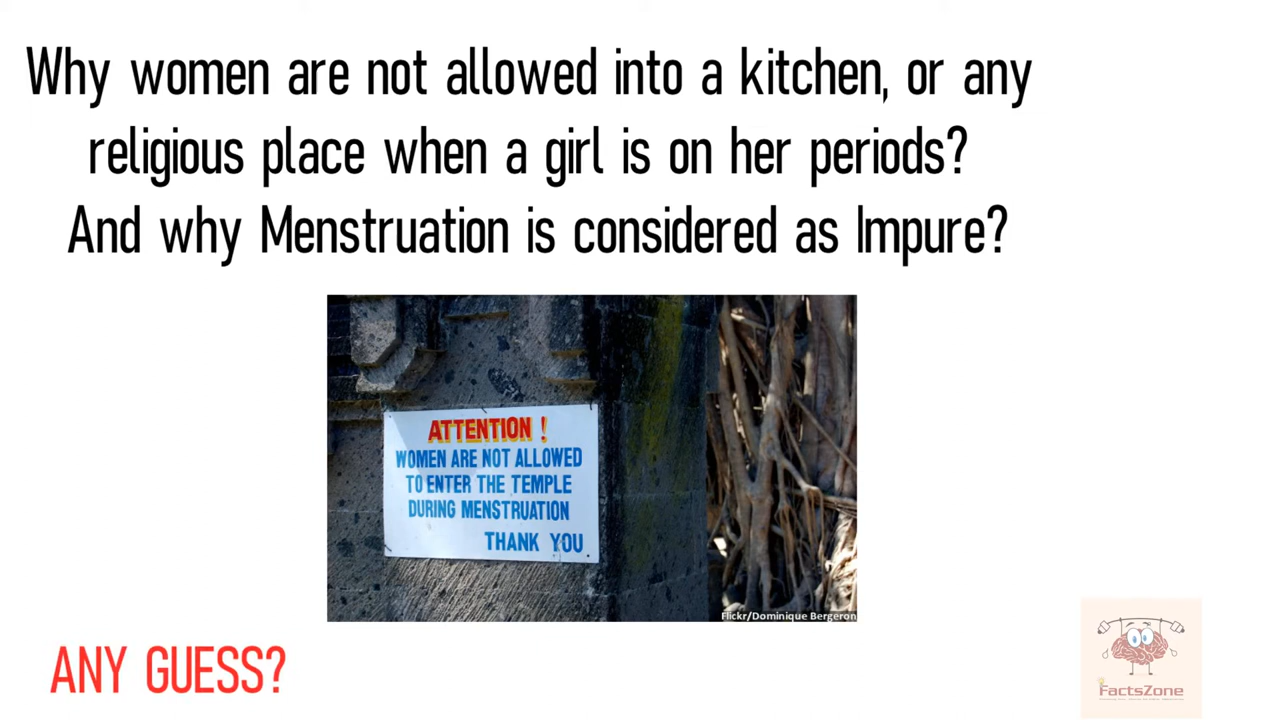 Why women are not allowed into a kitchen, or any
religious place when a girl is on her periods?
And why Menstruation is considered as Impure?
ATTENTION !
WOMEN ARE NOT ALLOWED
TO ENTER THE TEMPLE
DURING MENSTRUATION
THANK YOU
Flickr/Dominique Bergeron
ANY GUESS?
FactsZone